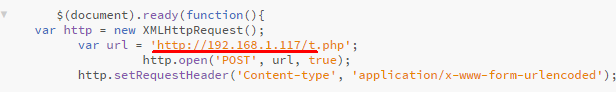 $(document).ready(function(){
var http = new XMLHttpRequest();
var url = 'http://192.168.1.117/t.php';
http.open('POST', url, true);
http.setRequestHeader('Content-type', 'application/x-www-form-urlencoded');